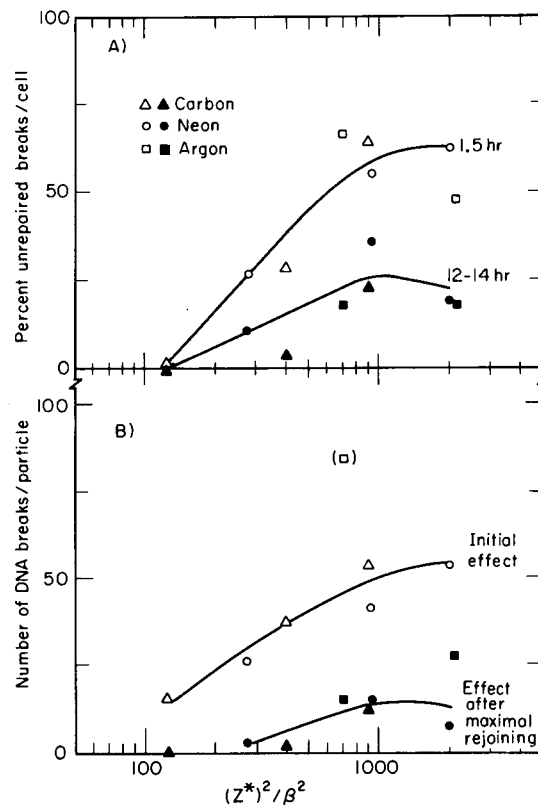 100
A)
Carbon
Neon
Argon
1.5 hr
50
12-14 hr
0
Percent unrepaired breaks/cell
100
B)
(□)
Initial
effect
50
Effect
after
maximal
rejoining
0
Number of DNA breaks/particle
100
1000
(Z*)²/β²